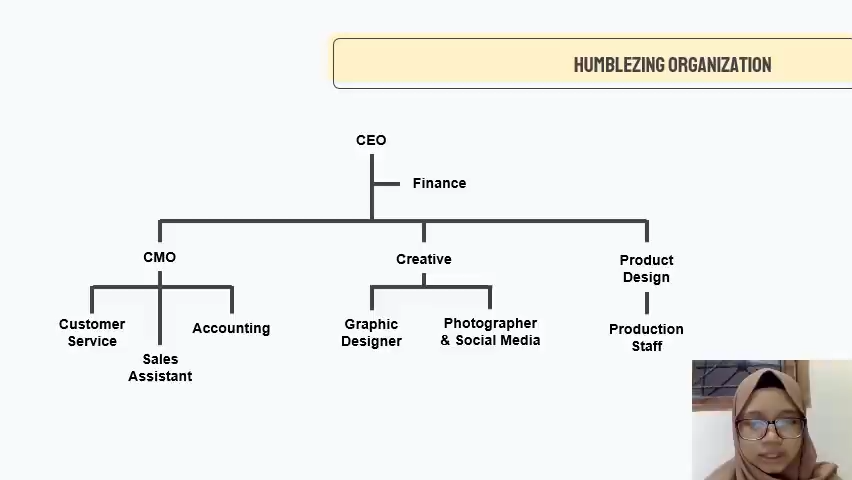 HUMBLEZING ORGANIZATION
CEO
Finance
CMO
Creative
Product
Design
Customer
Service
Sales
Assistant
Accounting
Graphic
Designer
Photographer
& Social Media
Production
Staff